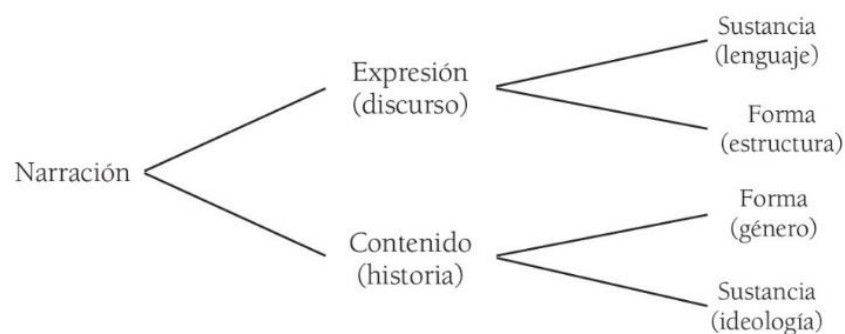 Narración
Expresión
(discurso)
Contenido
(historia)
Sustancia
(lenguaje)
Forma
(estructura)
Forma
(género)
Sustancia
(ideología)